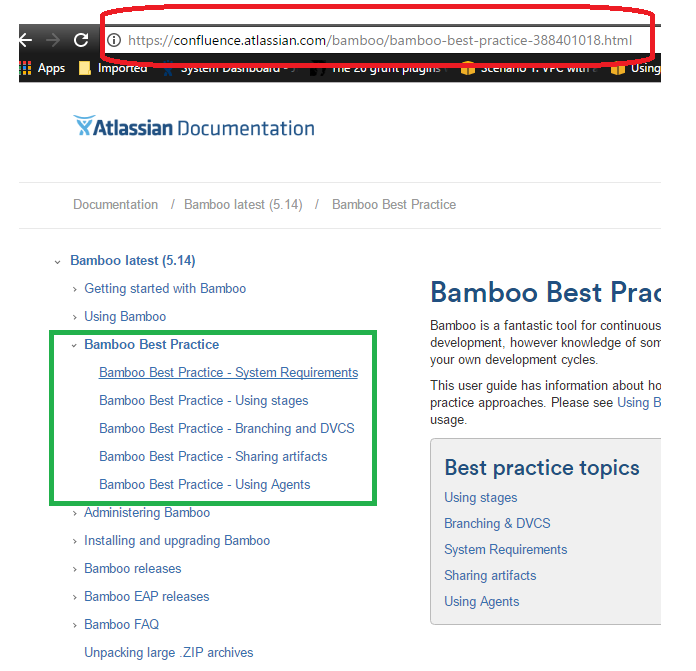 https://confluence.atlassian.com/bamboo/bamboo-best-practice-388401018.html
Apps Imported System Dashboard - The 20 grunt plugins Scenario 1: VPC with Using
Atlassian Documentation
Documentation / Bamboo latest (5.14) / Bamboo Best Practice
Bamboo latest (5.14)
Getting started with Bamboo
Using Bamboo
Bamboo Best Practice
Bamboo Best Practice - System Requirements
Bamboo Best Practice - Using stages
Bamboo Best Practice - Branching and DVCS
Bamboo Best Practice - Sharing artifacts
Bamboo Best Practice - Using Agents
Administering Bamboo
Installing and upgrading Bamboo
Bamboo releases
Bamboo EAP releases
Bamboo FAQ
Unpacking large .ZIP archives
Bamboo Best Prac
Bamboo is a fantastic tool for continuous
development, however knowledge of som
your own development cycles.
This user guide has information about ho
practice approaches. Please see Using B
usage.
Best practice topics
Using stages
Branching & DVCS
System Requirements
Sharing artifacts
Using Agents